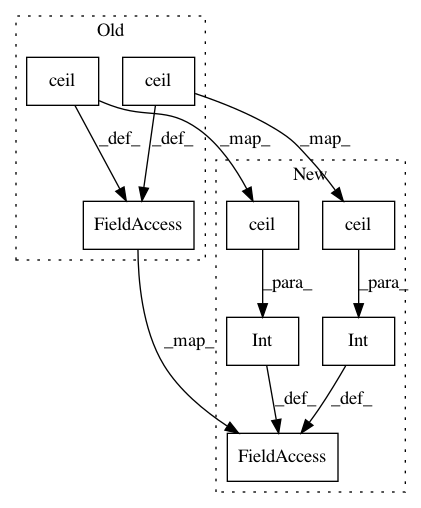 Old
ceil
ceil
_def_
_def_
_map_
_map_
New
FieldAccess
ceil
ceil
_para_
_para_
_map_
Int
Int
_def_
_def_
FieldAccess